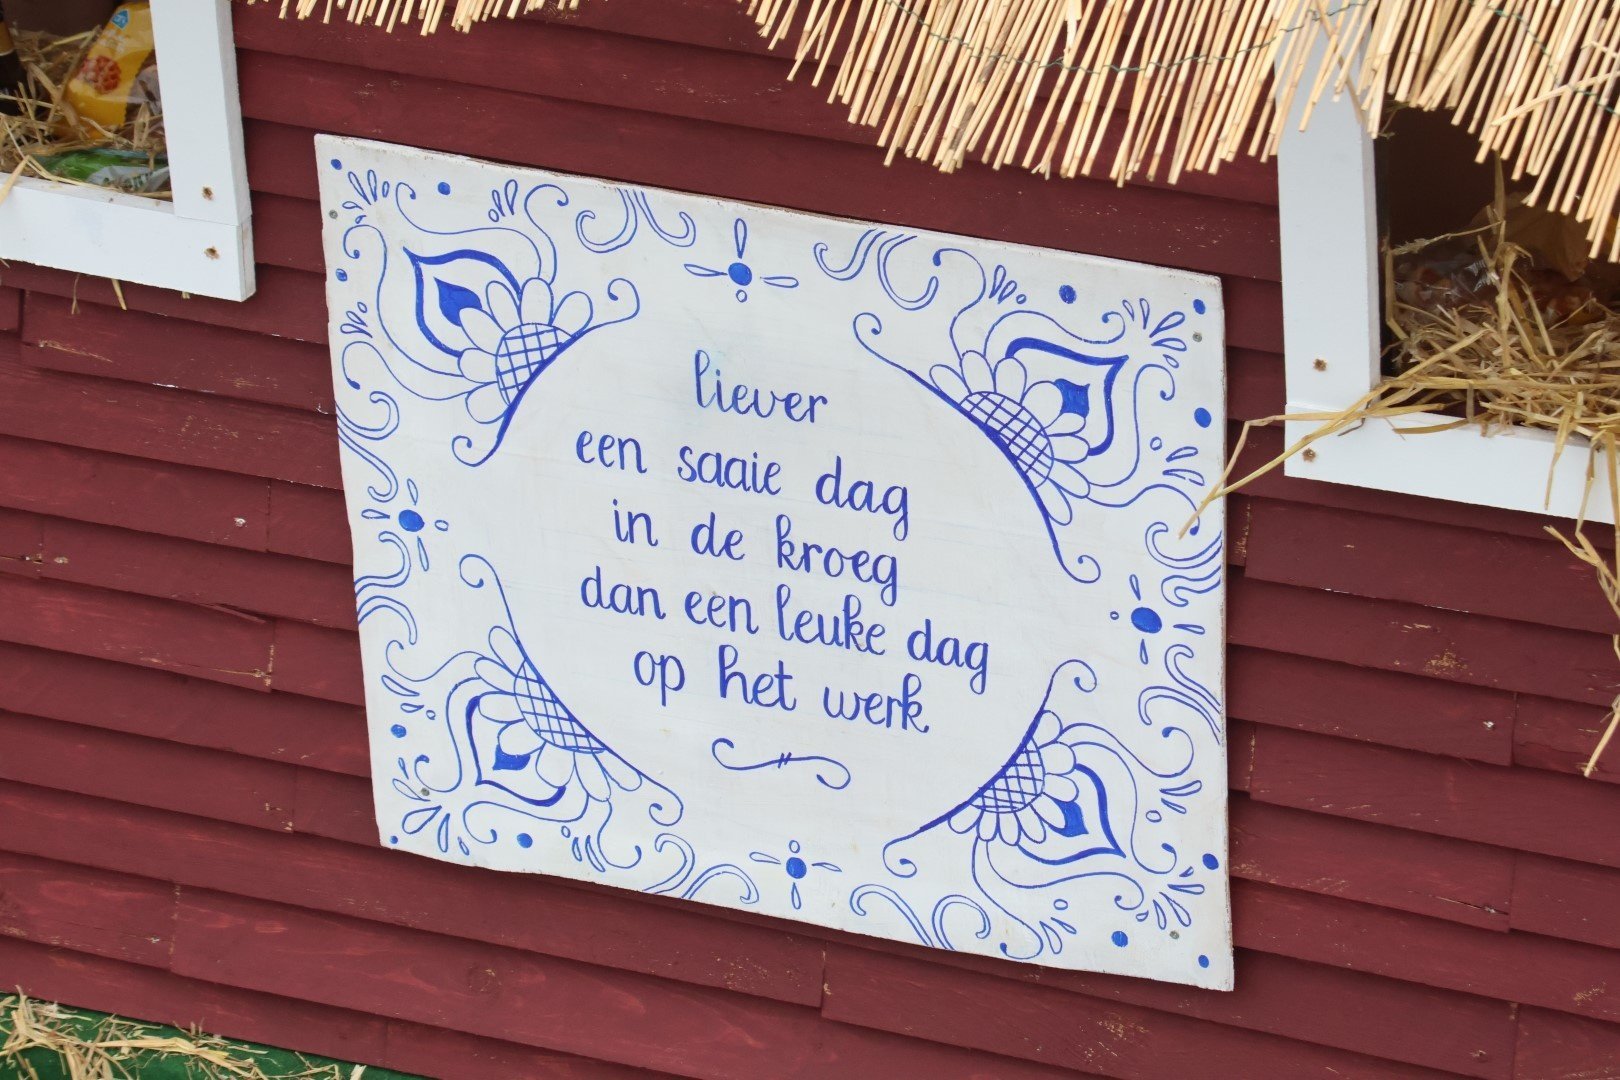 liever
een saaie dag
in de kroeg
dan een leuke dag
op het werk